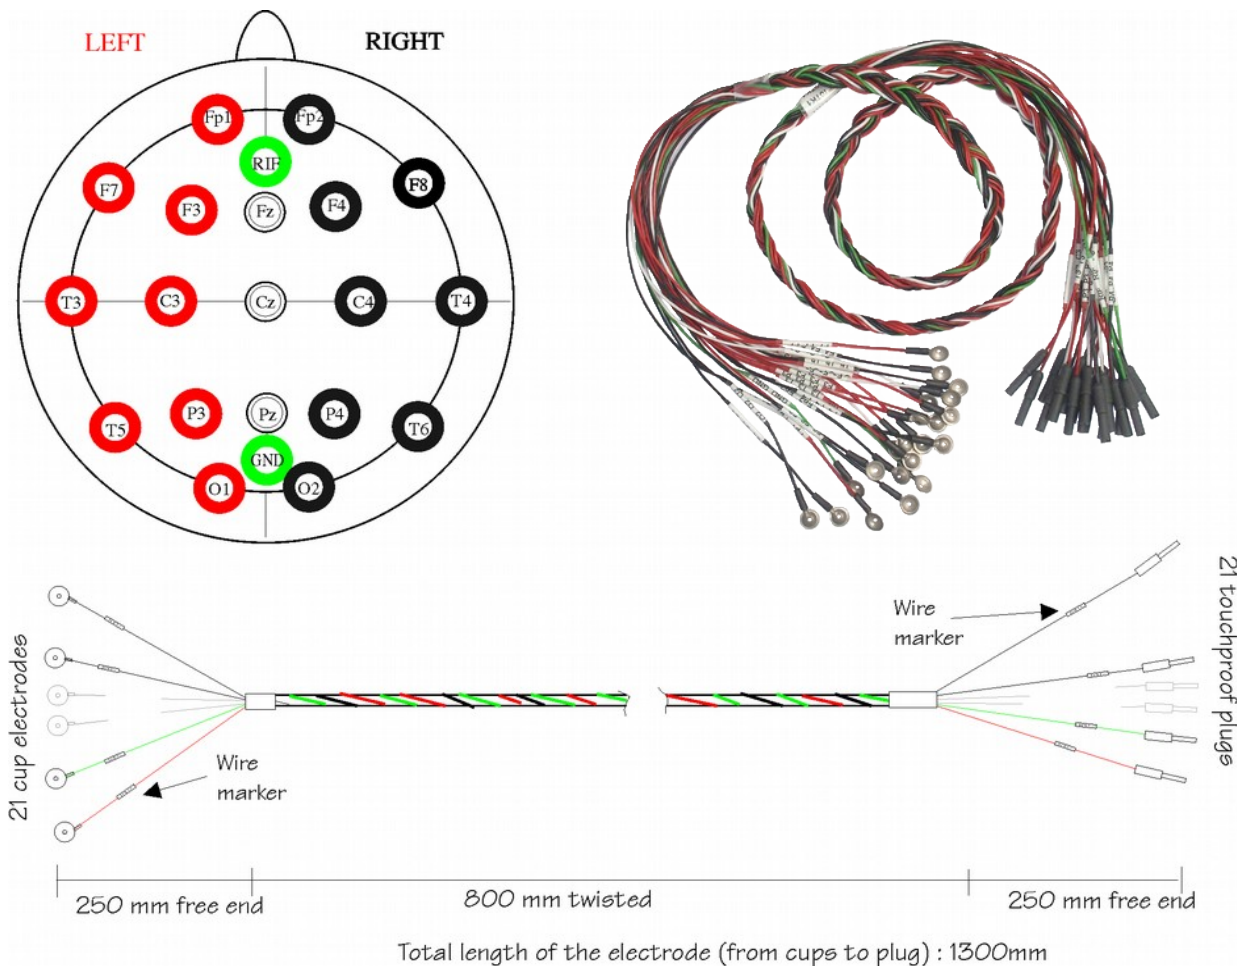 LEFT
RIGHT
Fp1
Fp2
RIF
F7
F3
Fz
F4
F8
T3
C3
Cz
C4
T4
T5
P3
Pz
P4
T6
GND
O1
O2
21 cup electrodes
Wire
marker
Wire
marker
21 touchproof plugs
250 mm free end
800 mm twisted
250 mm free end
Total length of the electrode (from cups to plug) : 1300mm